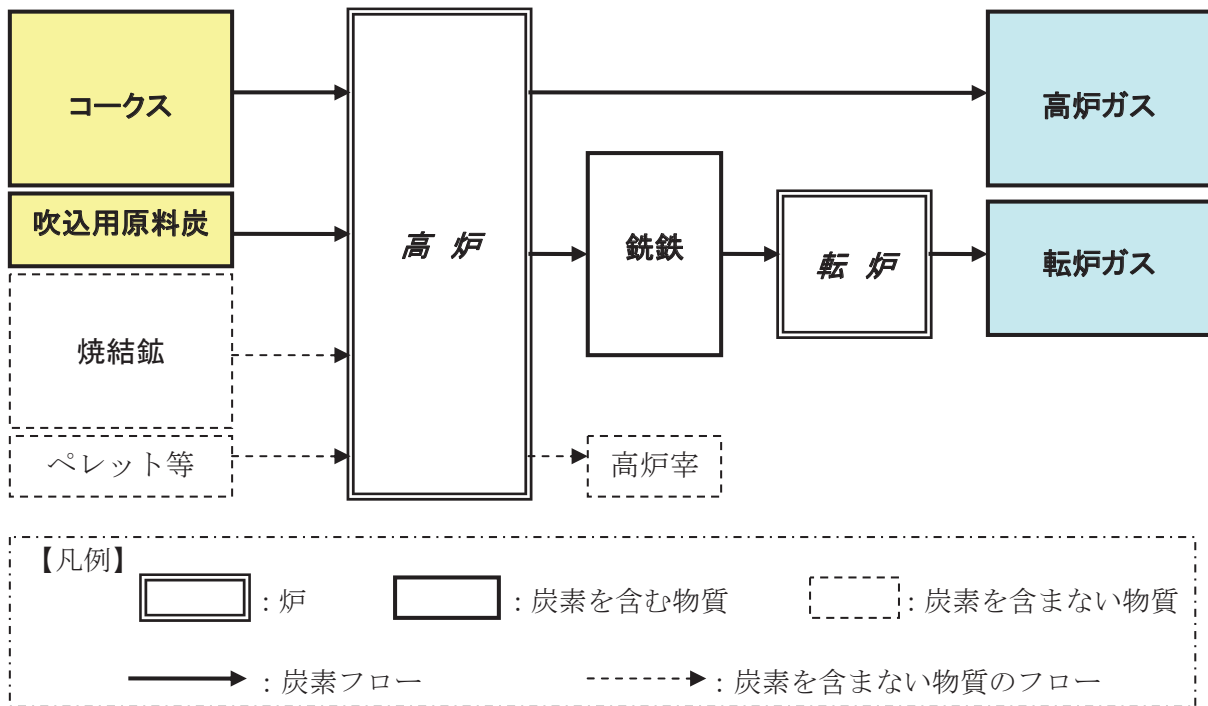 コークス
吹込用原料炭
焼結鉱
ペレット等
高 炉
銑鉄
高炉宰
転 炉
高炉ガス
転炉ガス
【凡例】
: 炉
: 炭素を含む物質
: 炭素を含まない物質
: 炭素フロー
: 炭素を含まない物質のフロー